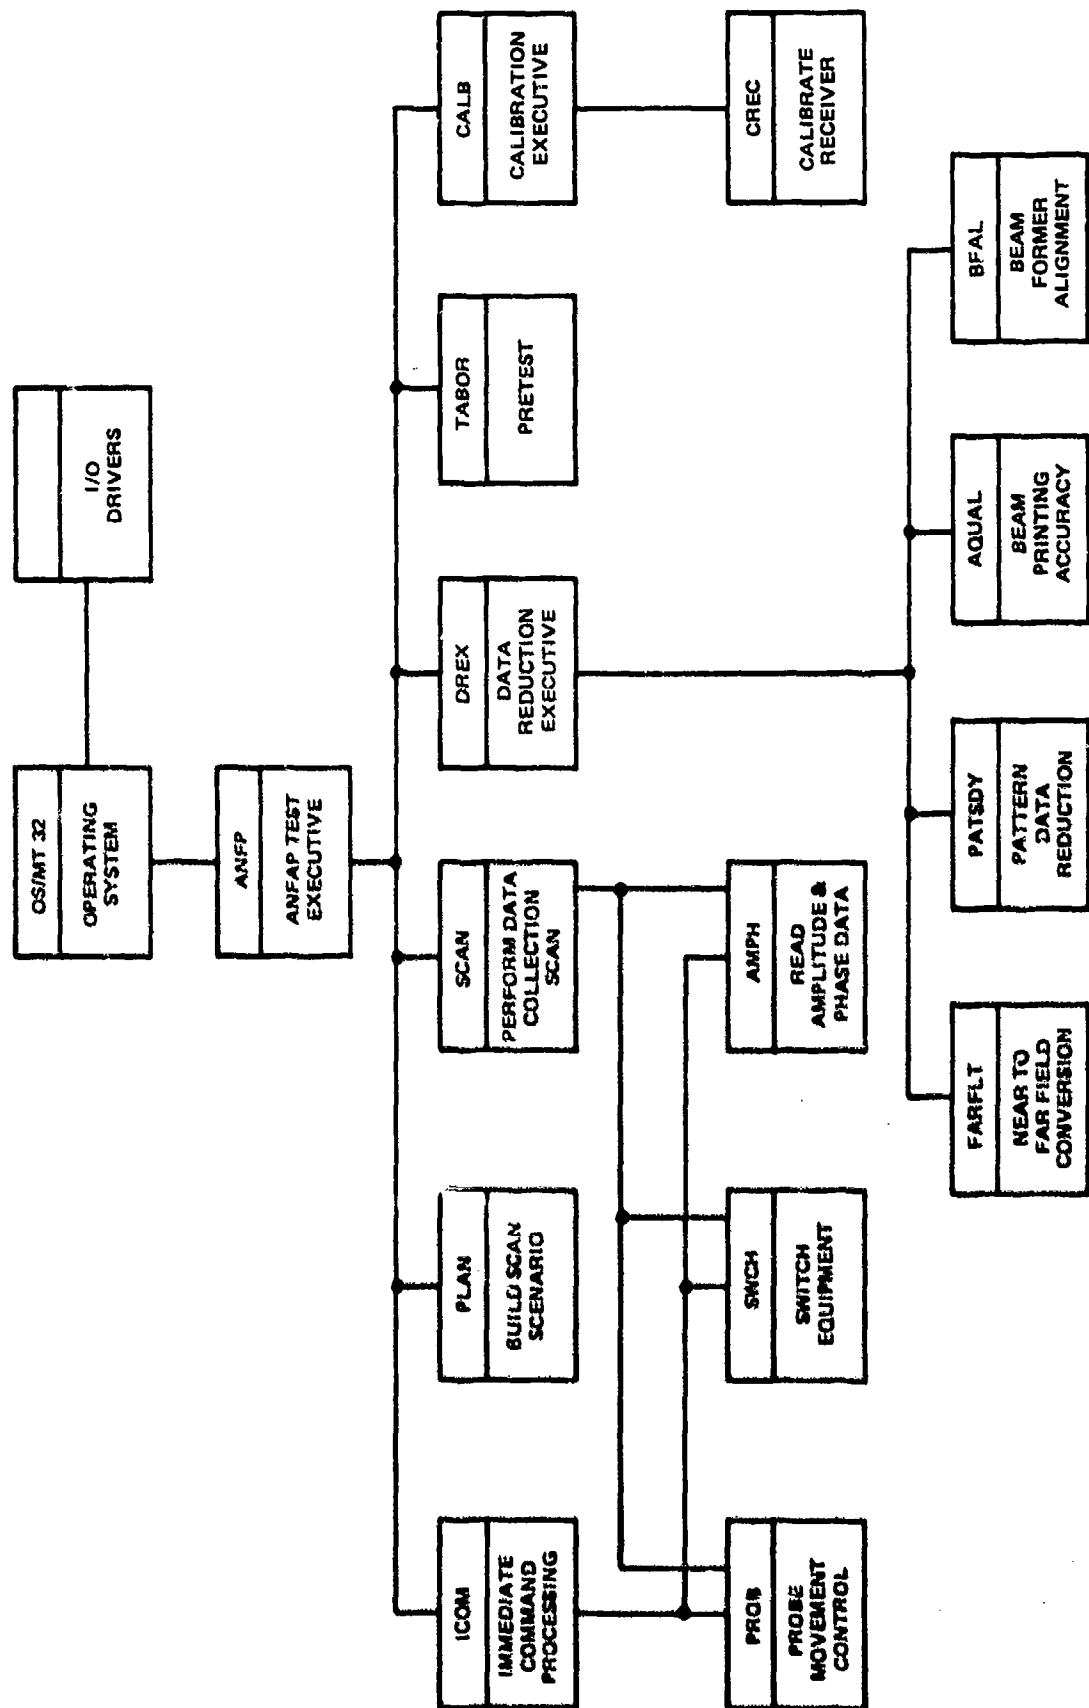 OS/MT 32
OPERATING
SYSTEM
I/O
DRIVERS
ANFP
ANFAP TEST
EXECUTIVE
ICOM
IMMEDIATE
COMMAND
PROCESSING
PLAN
BUILD SCAN
SCENARIO
SCAN
PERFORM DATA
COLLECTION
SCAN
DREX
DATA
REDUCTION
EXECUTIVE
TABOR
PRETEST
CALB
CALIBRATION
EXECUTIVE
PROB
PROBE
MOVEMENT
CONTROL
SWCH
SWITCH
EQUIPMENT
AMPH
READ
AMPLITUDE &
PHASE DATA
CREC
CALIBRATE
RECEIVER
FARFLT
NEAR TO
FAR FIELD
CONVERSION
PATSDY
PATTERN
DATA
REDUCTION
AQUAL
BEAM
PRINTING
ACCURACY
BFAL
BEAM
FORMER
ALIGNMENT